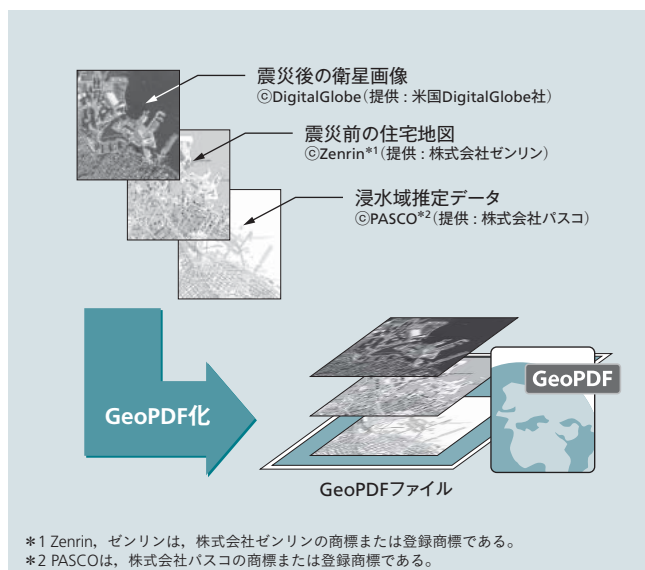 震災後の衛星画像
©DigitalGlobe(提供：米国DigitalGlobe社)
震災前の住宅地図
©Zenrin*1(提供：株式会社ゼンリン)
浸水域推定データ
©PASCO*2(提供：株式会社パスコ)
GeoPDF
GeoPDF化
GeoPDFファイル
*1 Zenrin，ゼンリンは，株式会社ゼンリンの商標または登録商標である。
*2 PASCOは，株式会社パスコの商標または登録商標である。